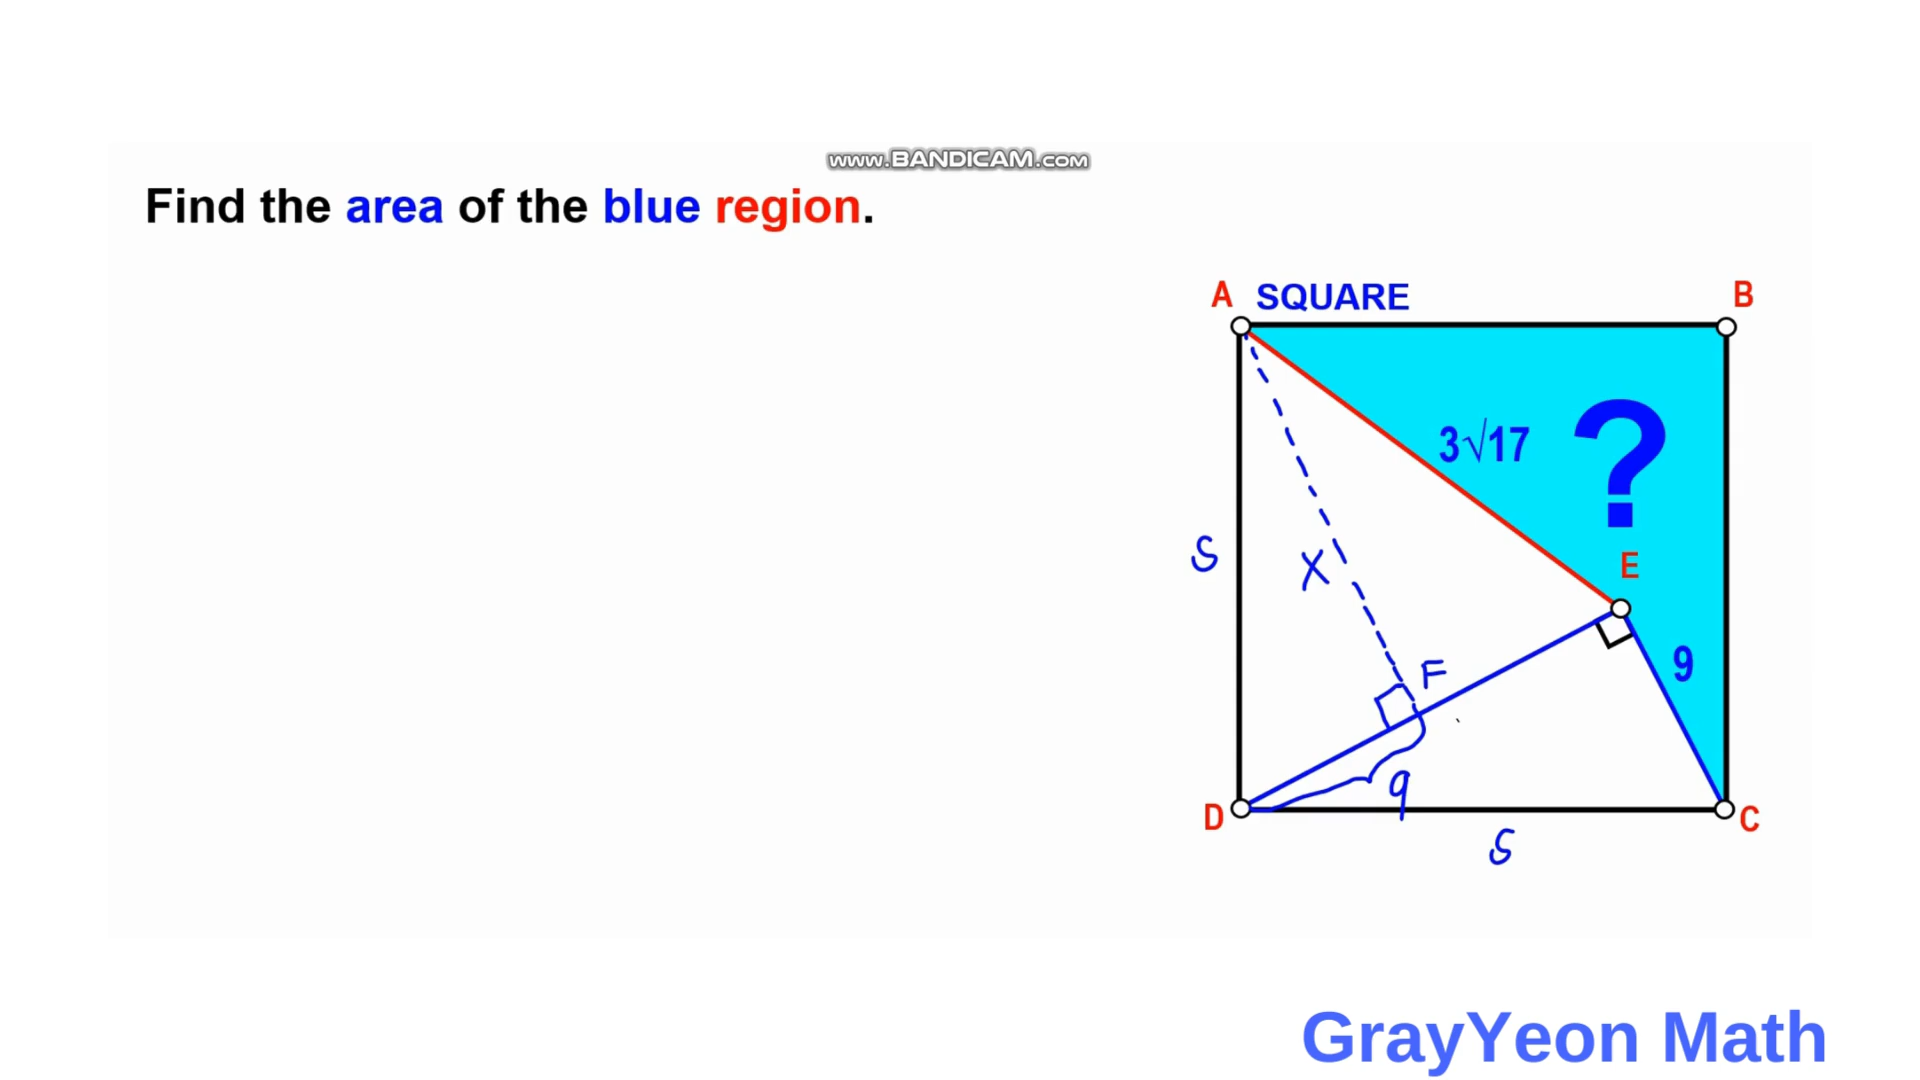 www.BANDICAM.com
Find the area of the blue region.
A SQUARE B
3√17 ?
S X E
F 9
9
D C
S
GrayYeon Math